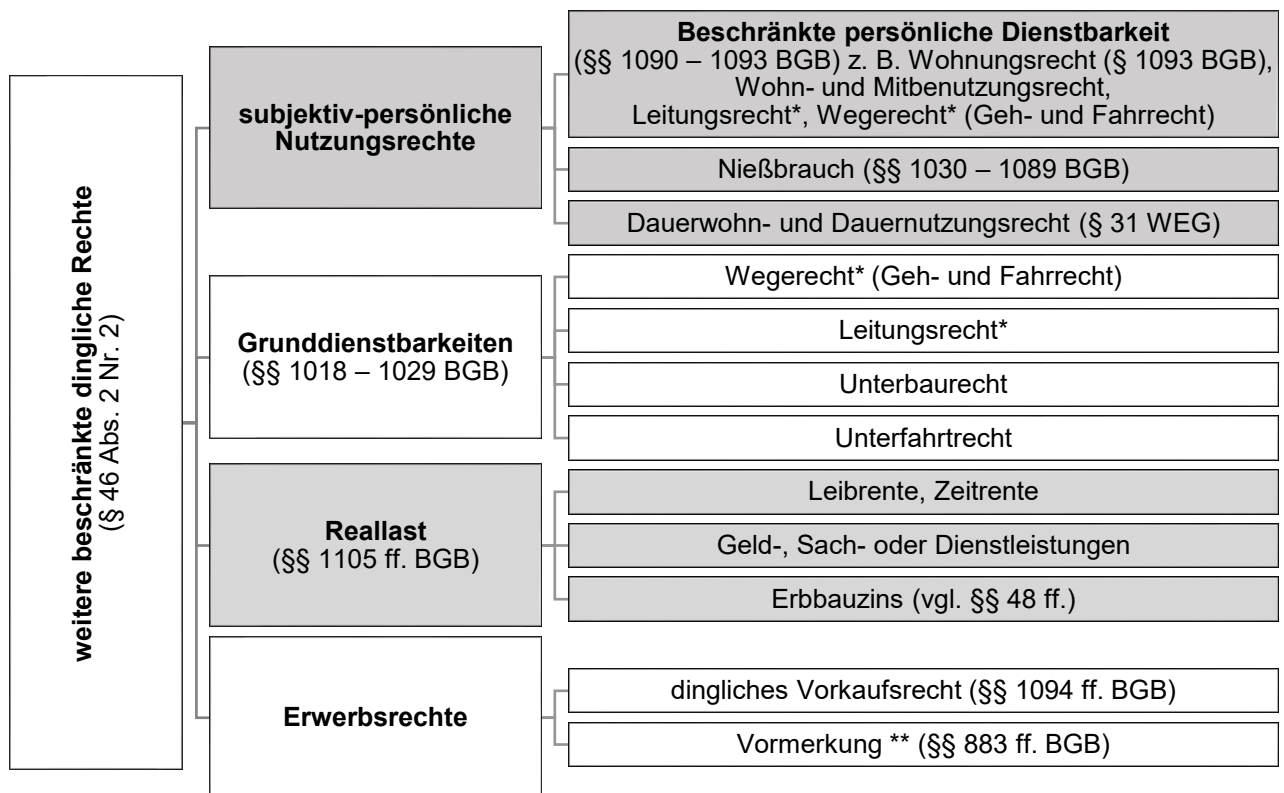 weitere beschränkte dingliche Rechte
(§ 46 Abs. 2 Nr. 2)
subjektiv-persönliche
Nutzungsrechte
Beschränkte persönliche Dienstbarkeit
(§§ 1090 – 1093 BGB) z. B. Wohnungsrecht (§ 1093 BGB),
Wohn- und Mitbenutzungsrecht,
Leitungsrecht*, Wegerecht* (Geh- und Fahrrecht)
Nießbrauch (§§ 1030 – 1089 BGB)
Dauerwohn- und Dauernutzungsrecht (§ 31 WEG)
Grunddienstbarkeiten
(§§ 1018 – 1029 BGB)
Wegerecht* (Geh- und Fahrrecht)
Leitungsrecht*
Unterbaurecht
Unterfahrtrecht
Reallast
(§§ 1105 ff. BGB)
Leibrente, Zeitrente
Geld-, Sach- oder Dienstleistungen
Erbbauzins (vgl. §§ 48 ff.)
Erwerbsrechte
dingliches Vorkaufsrecht (§§ 1094 ff. BGB)
Vormerkung ** (§§ 883 ff. BGB)